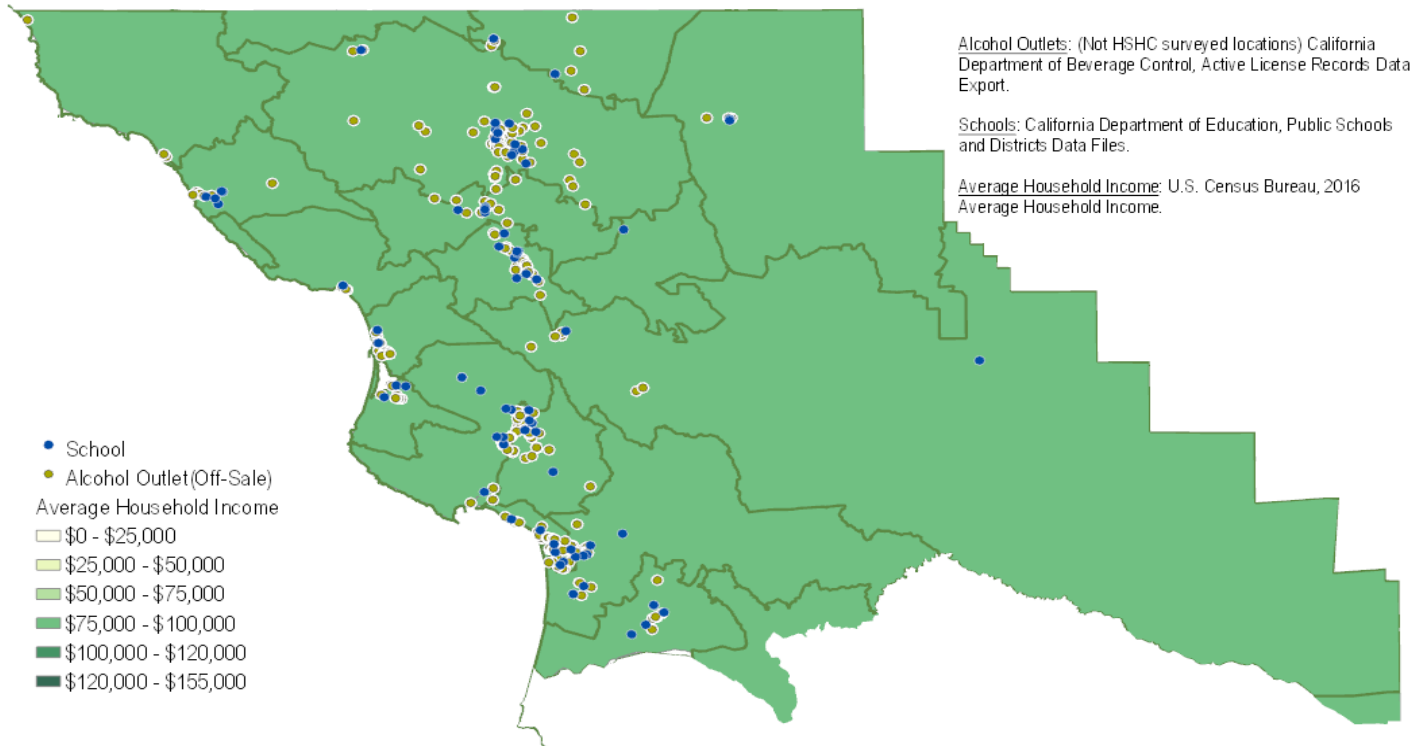 Alcohol Outlets: (Not HSHC surveyed locations) California
Department of Beverage Control, Active License Records Data
Export.
Schools: California Department of Education, Public Schools
and Districts Data Files.
Average Household Income: U.S. Census Bureau, 2016
Average Household Income.
School
Alcohol Outlet(Off-Sale)
Average Household Income
$0 - $25,000
$25,000 - $50,000
$50,000 - $75,000
$75,000 - $100,000
$100,000 - $120,000
$120,000 - $155,000